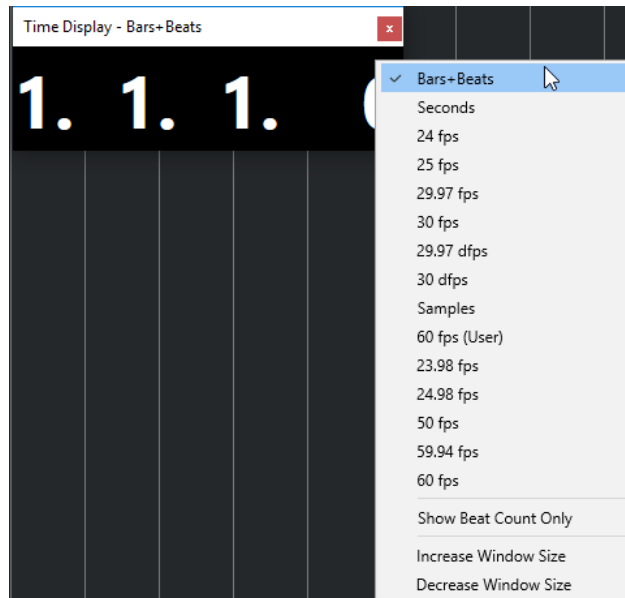 Time Display - Bars+Beats
x
1. 1. 1.
Bars+Beats
Seconds
24 fps
25 fps
29.97 fps
30 fps
29.97 dfps
30 dfps
Samples
60 fps (User)
23.98 fps
24.98 fps
50 fps
59.94 fps
60 fps
Show Beat Count Only
Increase Window Size
Decrease Window Size